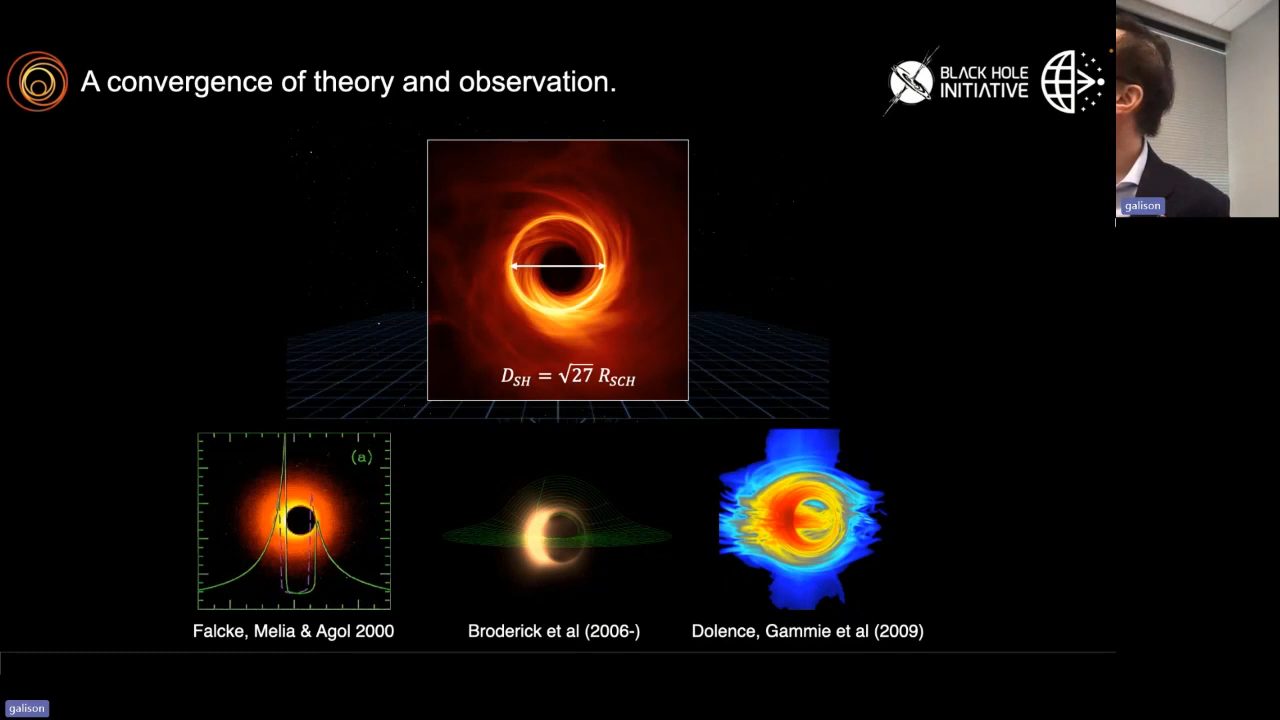 A convergence of theory and observation.
BLACK HOLE
INITIATIVE
galison
D_SH = √27 R_SCH
(a)
Falcke, Melia & Agol 2000
Broderick et al (2006-)
Dolence, Gammie et al (2009)
galison